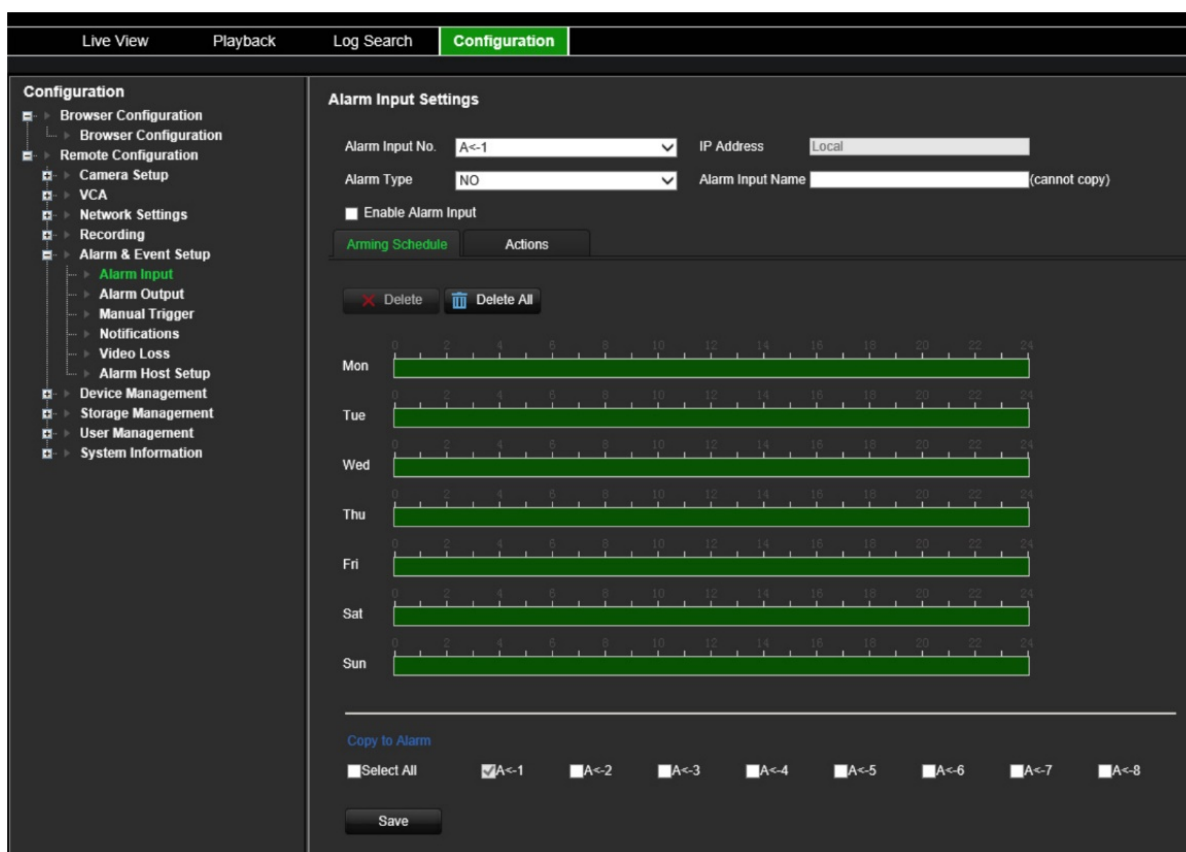 Live View Playback Log Search Configuration
Configuration
Browser Configuration
Browser Configuration
Remote Configuration
Camera Setup
VCA
Network Settings
Recording
Alarm & Event Setup
Alarm Input
Alarm Output
Manual Trigger
Notifications
Video Loss
Alarm Host Setup
Device Management
Storage Management
User Management
System Information
Alarm Input Settings
Alarm Input No. A<-1 IP Address Local
Alarm Type NO Alarm Input Name (cannot copy)
Enable Alarm Input
Arming Schedule Actions
Delete Delete All
0 2 4 6 8 10 12 14 16 18 20 22 24
Mon
0 2 4 6 8 10 12 14 16 18 20 22 24
Tue
0 2 4 6 8 10 12 14 16 18 20 22 24
Wed
0 2 4 6 8 10 12 14 16 18 20 22 24
Thu
0 2 4 6 8 10 12 14 16 18 20 22 24
Fri
0 2 4 6 8 10 12 14 16 18 20 22 24
Sat
0 2 4 6 8 10 12 14 16 18 20 22 24
Sun
Copy to Alarm
Select All A<-1 A<-2 A<-3 A<-4 A<-5 A<-6 A<-7 A<-8
Save